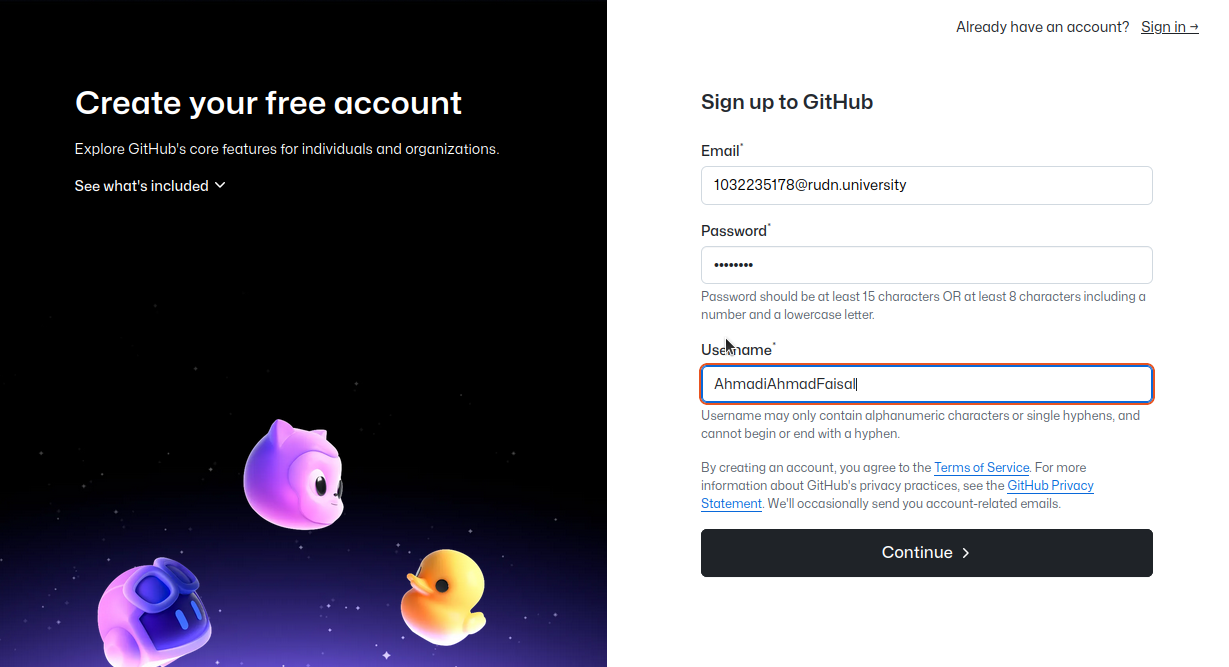 Already have an account? Sign in →
Create your free account
Explore GitHub's core features for individuals and organizations.
See what's included
Sign up to GitHub
Email*
1032235178@rudn.university
Password*
••••••••
Password should be at least 15 characters OR at least 8 characters including a
number and a lowercase letter.
Username*
AhmadiAhmadFaisal
Username may only contain alphanumeric characters or single hyphens, and
cannot begin or end with a hyphen.
By creating an account, you agree to the Terms of Service. For more
information about GitHub's privacy practices, see the GitHub Privacy
Statement. We'll occasionally send you account-related emails.
Continue